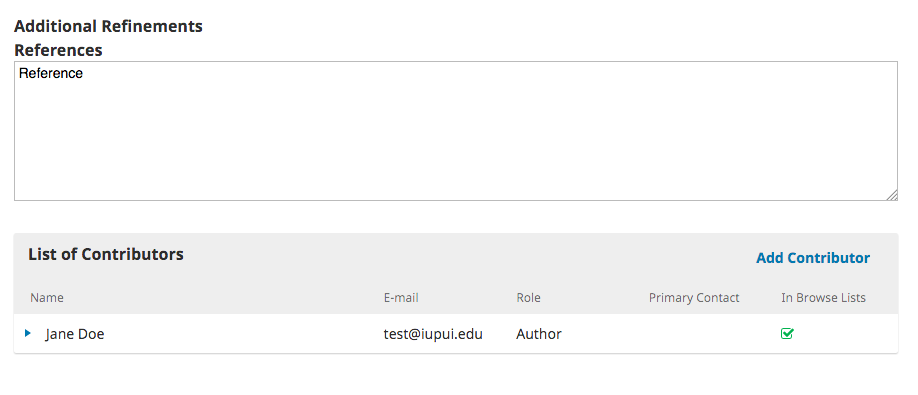 Additional Refinements
References
Reference
List of Contributors
Add Contributor
Name E-mail Role Primary Contact In Browse Lists
Jane Doe test@iupui.edu Author